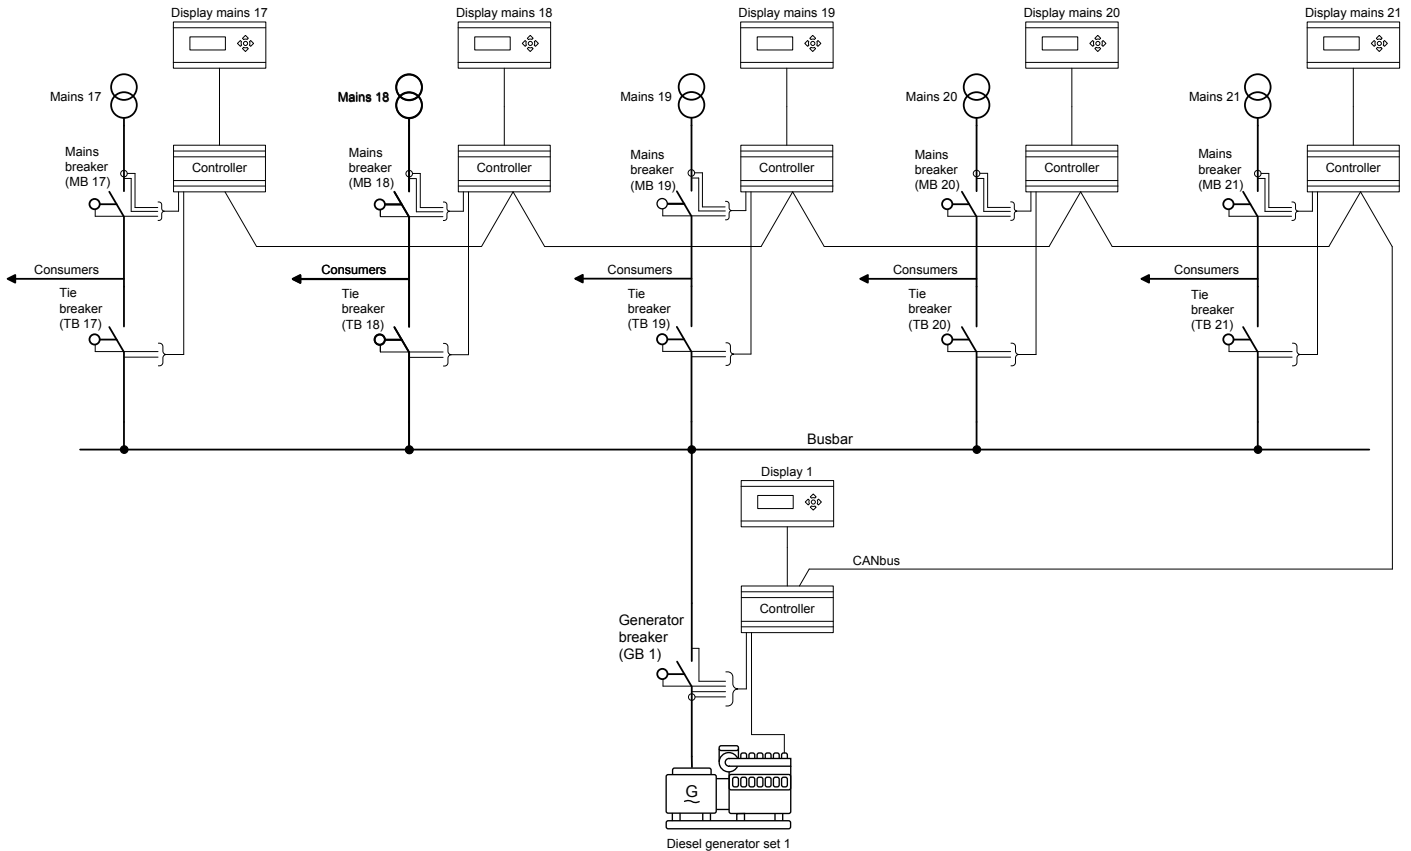 Display mains 17
Display mains 18
Display mains 19
Display mains 20
Display mains 21
Mains 17
Mains 18
Mains 19
Mains 20
Mains 21
Mains
breaker
(MB 17)
Controller
Mains
breaker
(MB 18)
Controller
Mains
breaker
(MB 19)
Controller
Mains
breaker
(MB 20)
Controller
Mains
breaker
(MB 21)
Controller
Consumers
Consumers
Consumers
Consumers
Consumers
Tie
breaker
(TB 17)
Tie
breaker
(TB 18)
Tie
breaker
(TB 19)
Tie
breaker
(TB 20)
Tie
breaker
(TB 21)
Busbar
Display 1
CANbus
Controller
Generator
breaker
(GB 1)
G
Diesel generator set 1